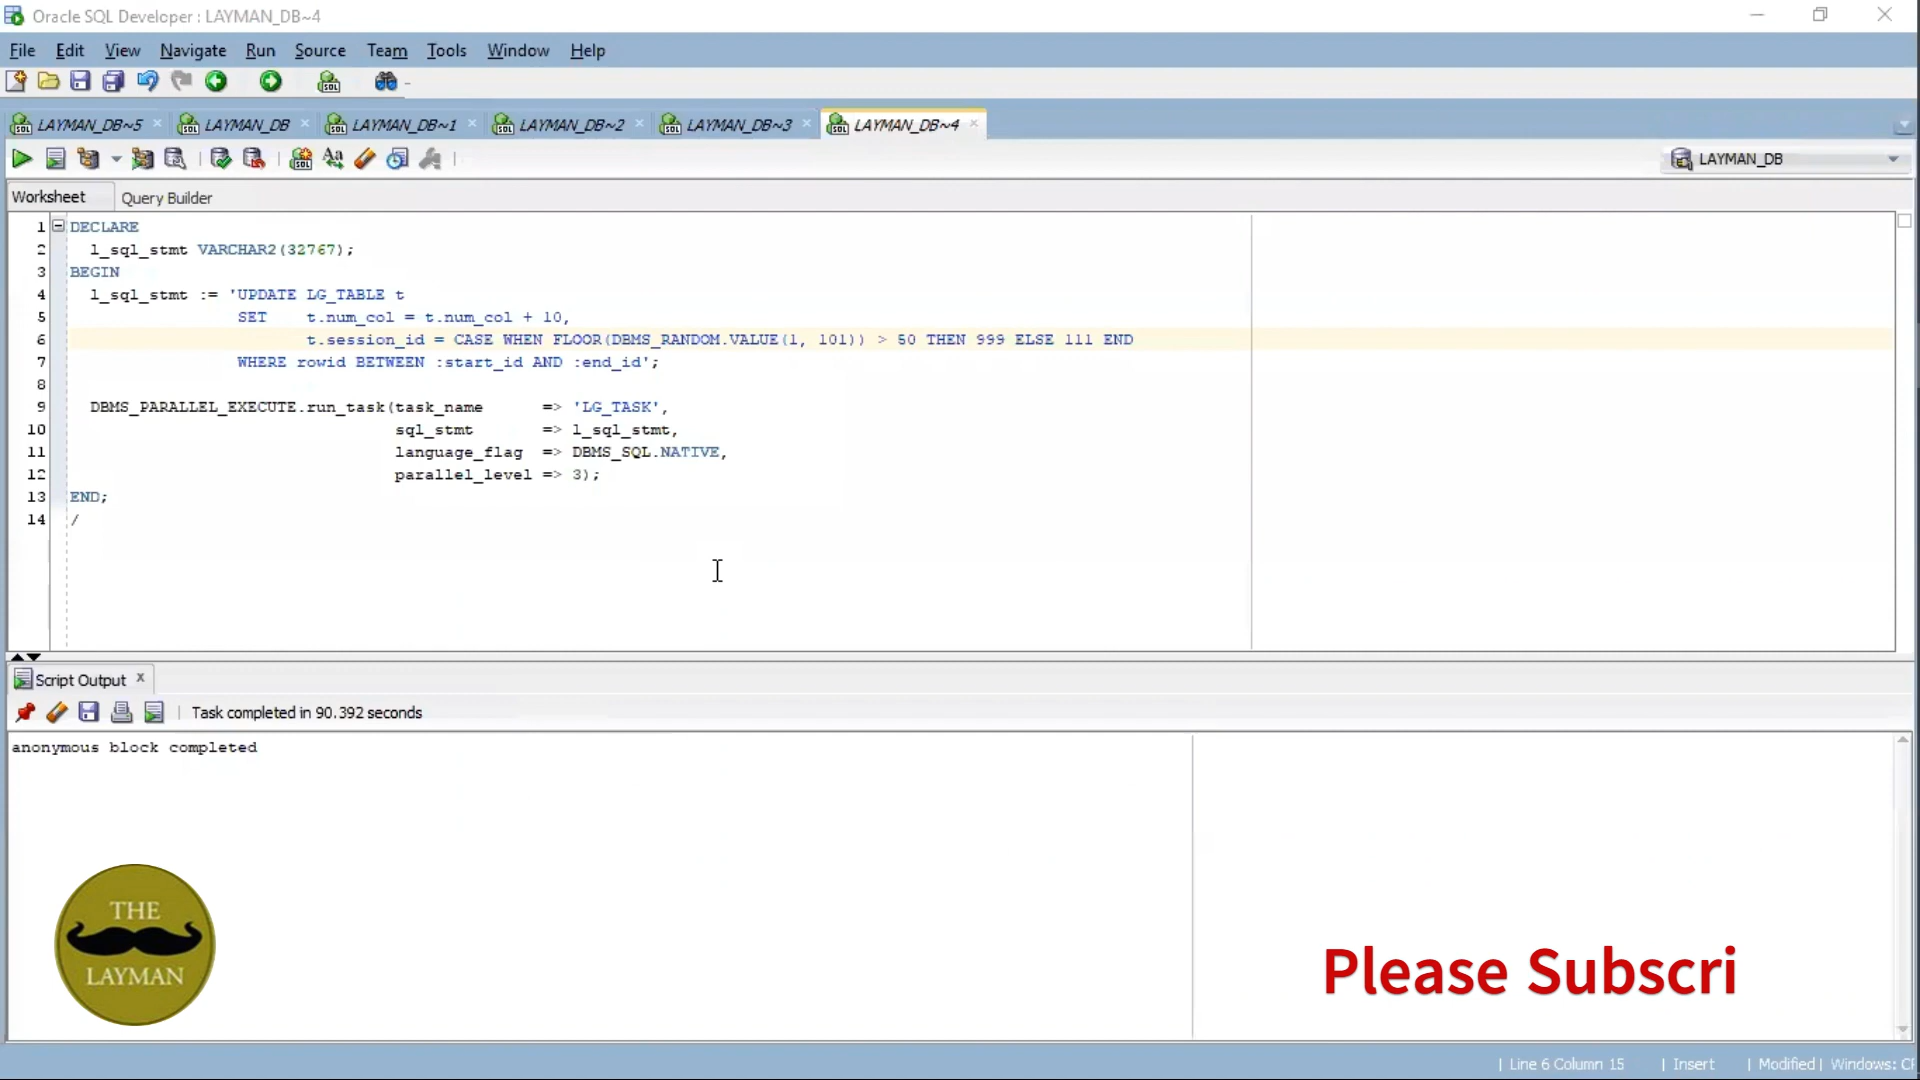 Oracle SQL Developer : LAYMAN_DB~4
File Edit View Navigate Run Source Team Tools Window Help
LAYMAN_DB~5 LAYMAN_DB LAYMAN_DB~1 LAYMAN_DB~2 LAYMAN_DB~3 LAYMAN_DB~4
LAYMAN_DB
Worksheet Query Builder
1 DECLARE
2 l_sql_stmt VARCHAR2(32767);
3 BEGIN
4 l_sql_stmt := 'UPDATE LG_TABLE t
5 SET t.num_col = t.num_col + 10,
6 t.session_id = CASE WHEN FLOOR(DBMS_RANDOM.VALUE(1, 101)) > 50 THEN 999 ELSE 111 END
7 WHERE rowid BETWEEN :start_id AND :end_id';
8
9 DBMS_PARALLEL_EXECUTE.run_task(task_name => 'LG_TASK',
10 sql_stmt => l_sql_stmt,
11 language_flag => DBMS_SQL.NATIVE,
12 parallel_level => 3);
13 END;
14 /
Script Output x
Task completed in 90.392 seconds
anonymous block completed
THE
LAYMAN
Please Subscri
| Line 6 Column 15 | Insert | Modified | Windows: C